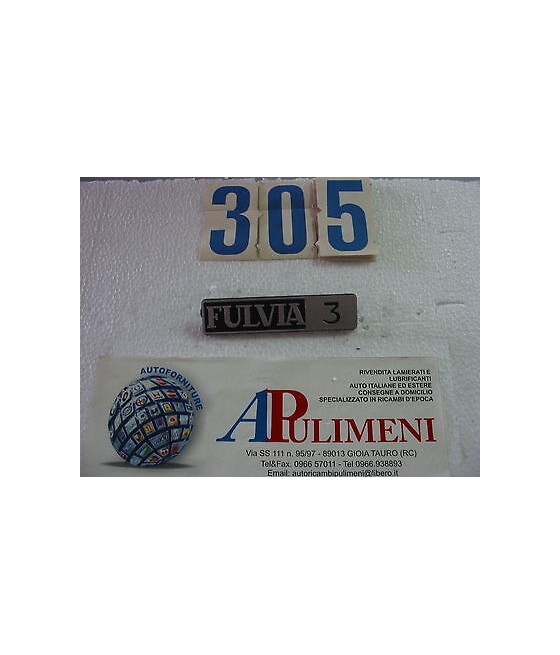 305
FULVIA 3
AUTOFORNITURE
RIVENDITA LAMIERATI E
LUBRIFICANTI
AUTO ITALIANE ED ESTERE
CONSEGNE A DOMICILIO
SPECIALIZZATO IN RICAMBI D'EPOCA
APULIMENI
Via SS 111 n. 95/97 - 89013 GIOIA TAURO (RC)
Tel&Fax. 0966 57011 - Tel 0966.938893
Email: autoricambipulimeni@libero.it